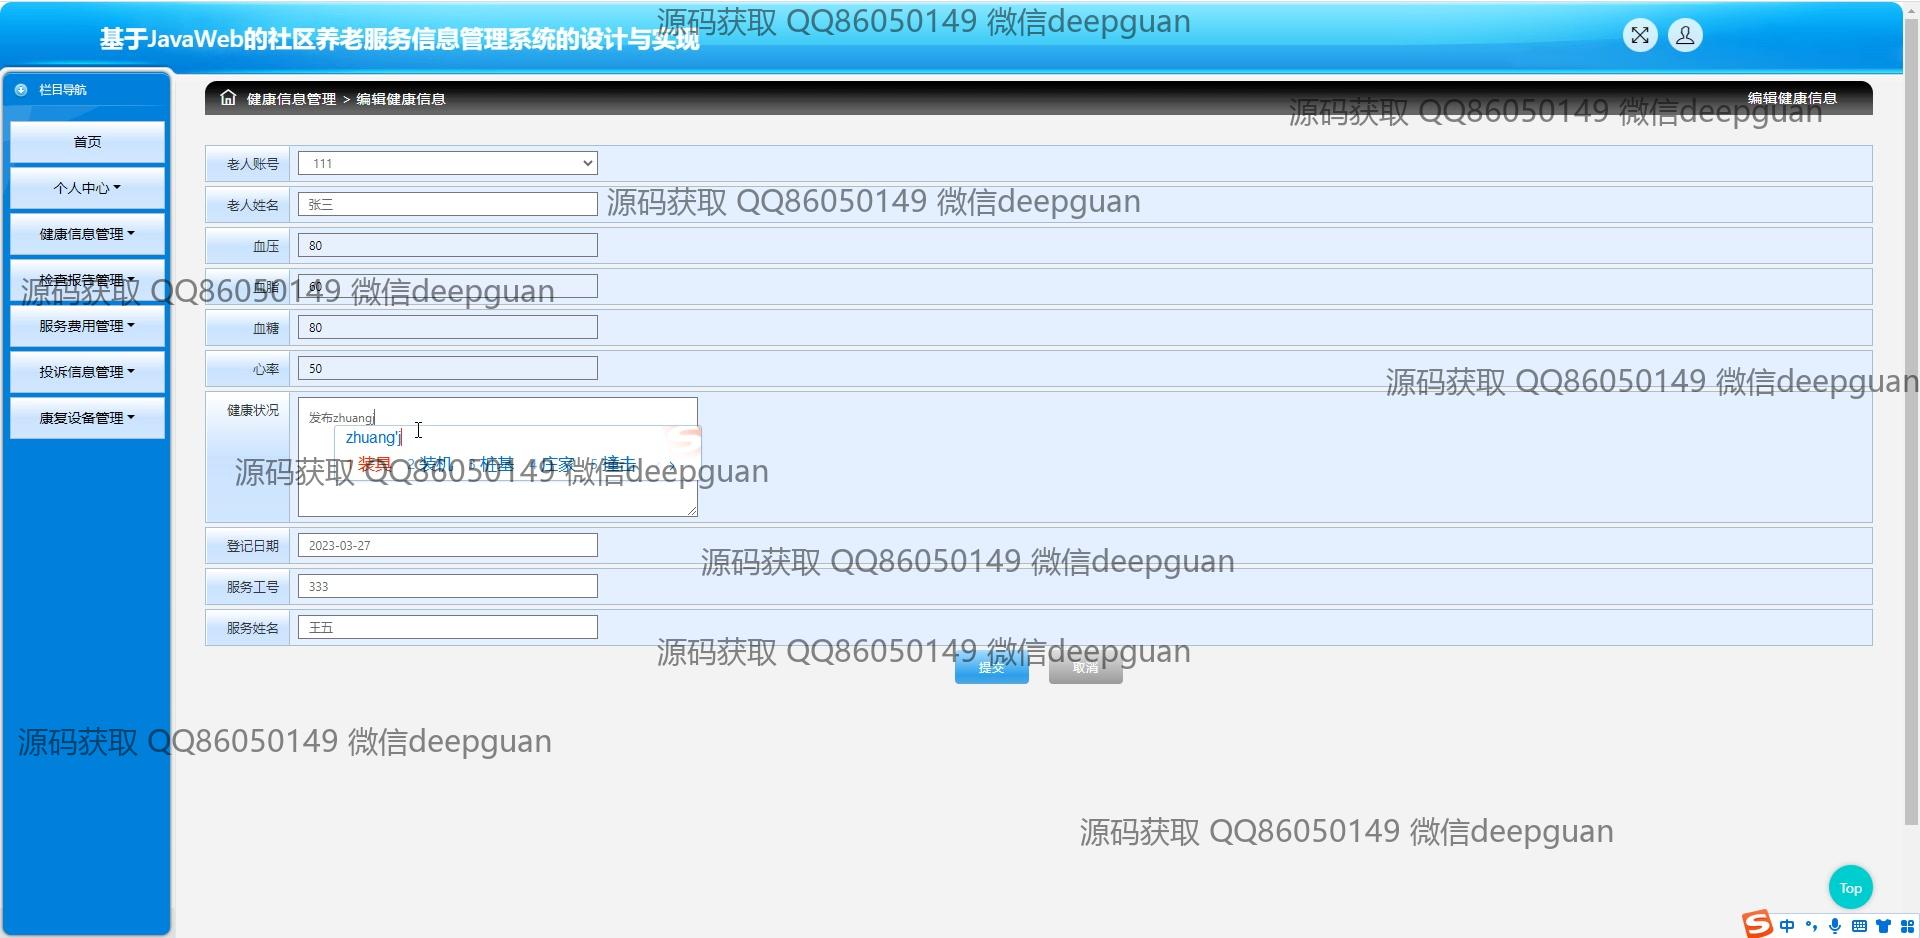 源码获取 QQ86050149 微信deepguan
基于JavaWeb的社区养老服务信息管理系统的设计与实现
栏目导航
首页
个人中心
健康信息管理
检查报告管理
服务费用管理
投诉信息管理
康复设备管理
健康信息管理 > 编辑健康信息
编辑健康信息
源码获取 QQ86050149 微信deepguan
老人账号 111
老人姓名 张三
源码获取 QQ86050149 微信deepguan
血压 80
血脂 60
源码获取 QQ86050149 微信deepguan
血糖 80
心率 50
源码获取 QQ86050149 微信deepguan
健康状况 发布zhuangj
zhuang'j
1 装具 2 装机 3 桩基 4 庄家 5 撞击
源码获取 QQ86050149 微信deepguan
登记日期 2023-03-27
源码获取 QQ86050149 微信deepguan
服务工号 333
服务姓名 王五
源码获取 QQ86050149 微信deepguan
提交 取消
源码获取 QQ86050149 微信deepguan
源码获取 QQ86050149 微信deepguan
Top
中